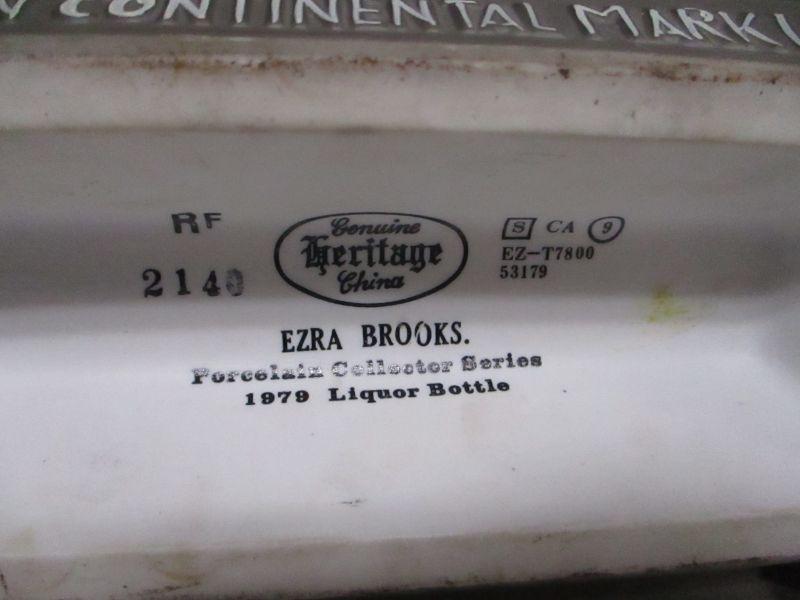 CONTINENTAL MARK
RF
2140
Genuine
Heritage
China
S CA 9
EZ-T7800
53179
EZRA BROOKS.
Porcelain Collector Series
1979 Liquor Bottle